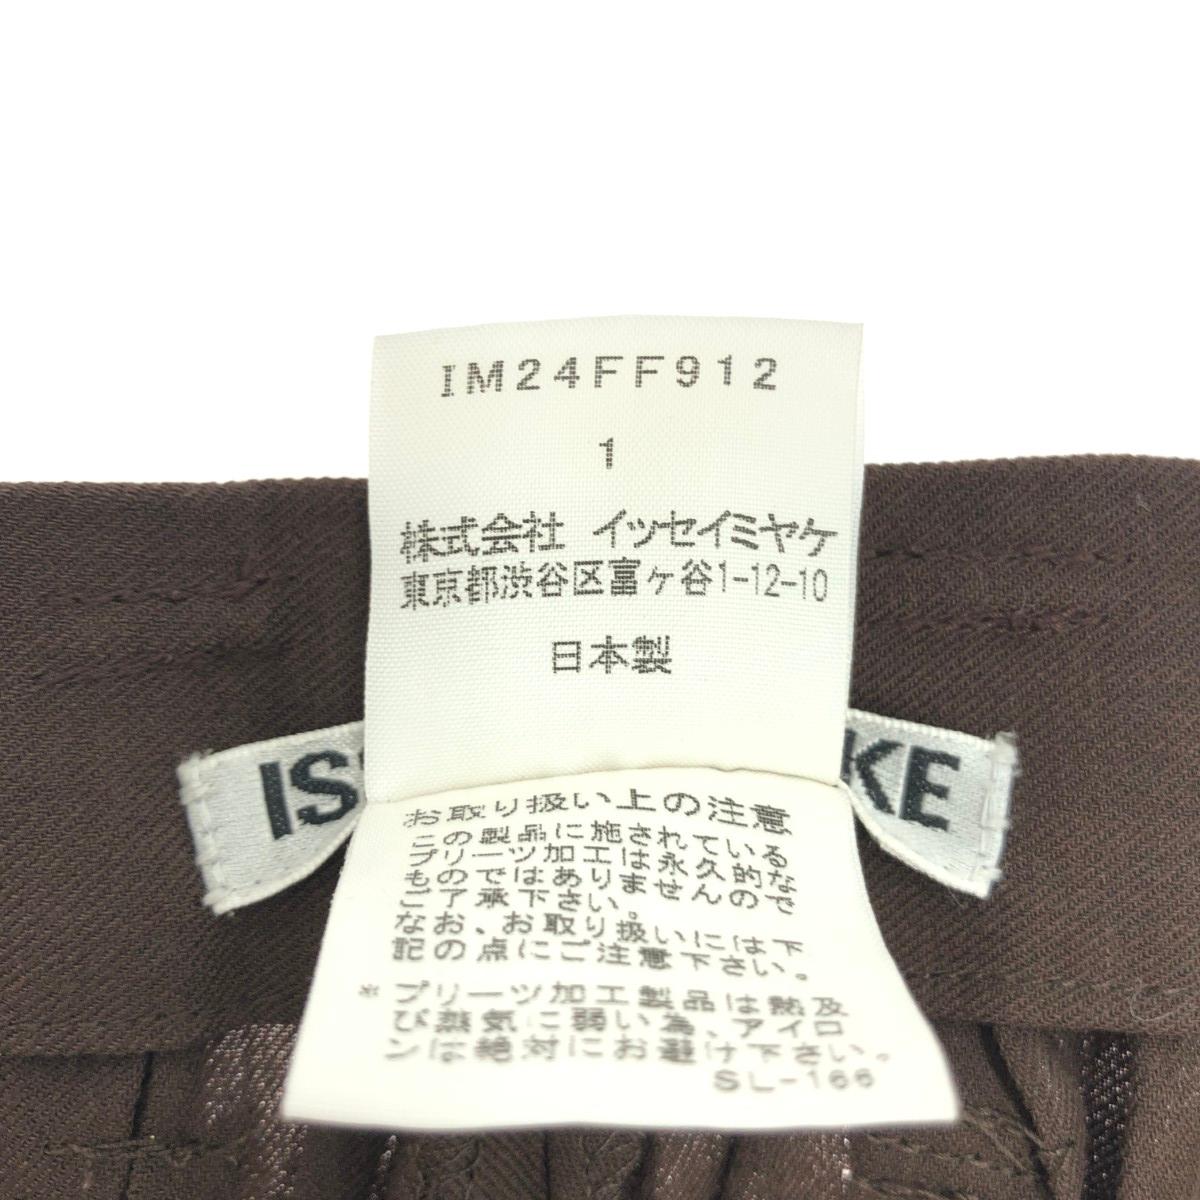 IM24FF912
1
株式会社 イッセイミヤケ
東京都渋谷区富ヶ谷1-12-10
日本製
IS
KE
お取り扱い上の注意
この製品に施されている
プリーツ加工は永久的な
ものではありませんので
ご了承下さい。
なお、お取り扱いには下
記の点にご注意下さい。
*プリーツ加工製品は熱及
び蒸気に弱い為、アイロ
ンは絶対にお避け下さい。
SL-166